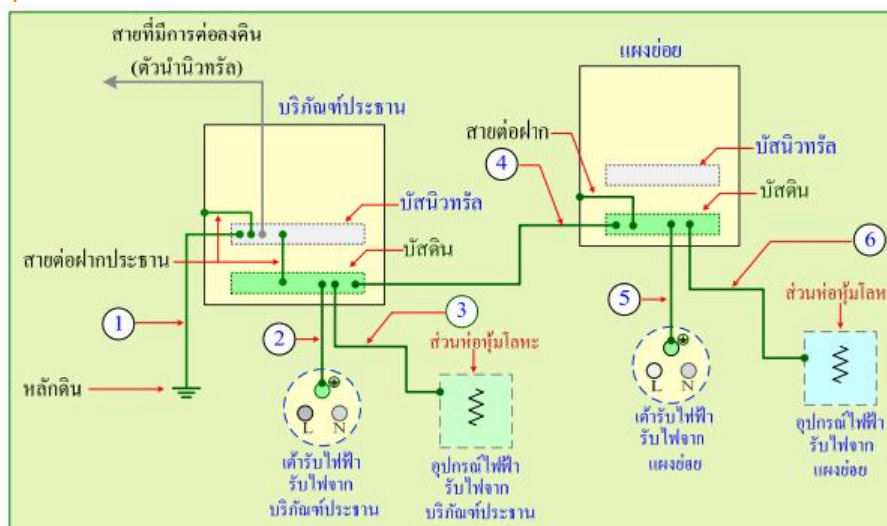 สายที่มีการต่อลงดิน
(ตัวนำนิวทรัล)
บริภัณฑ์ประธาน
แผงย่อย
สายต่อฝาก
4
บัสนิวทรัล
บัสดิน
บัสนิวทรัล
บัสดิน
สายต่อฝากประธาน
6
1
2
3
5
ส่วนห่อหุ้มโลหะ
ส่วนห่อหุ้มโลหะ
หลักดิน
L N
L N
เต้ารับไฟฟ้า
รับไฟจาก
บริภัณฑ์ประธาน
อุปกรณ์ไฟฟ้า
รับไฟจาก
บริภัณฑ์ประธาน
เต้ารับไฟฟ้า
รับไฟจาก
แผงย่อย
อุปกรณ์ไฟฟ้า
รับไฟจาก
แผงย่อย